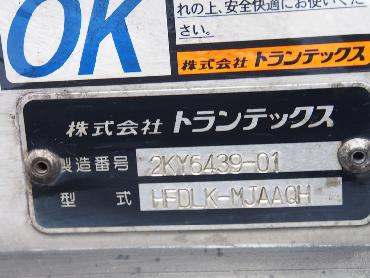 OK
れの上、安全快適にお使いくだ
さい。
株式会社トランテックス
株式会社 トランテックス
製造番号 2KY6439-01
型 式 HFDLK-MJAAQH